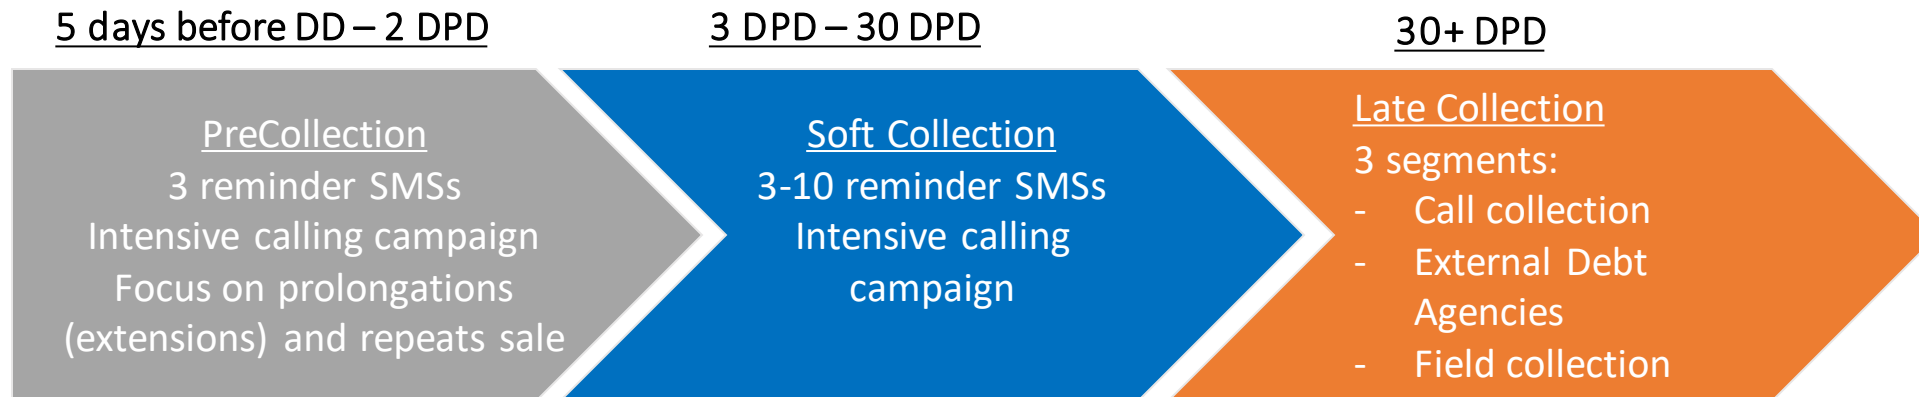 5 days before DD – 2 DPD
3 DPD – 30 DPD
30+ DPD
PreCollection
3 reminder SMSs
Intensive calling campaign
Focus on prolongations
(extensions) and repeats sale
Soft Collection
3-10 reminder SMSs
Intensive calling
campaign
Late Collection
3 segments:
- Call collection
- External Debt
Agencies
- Field collection